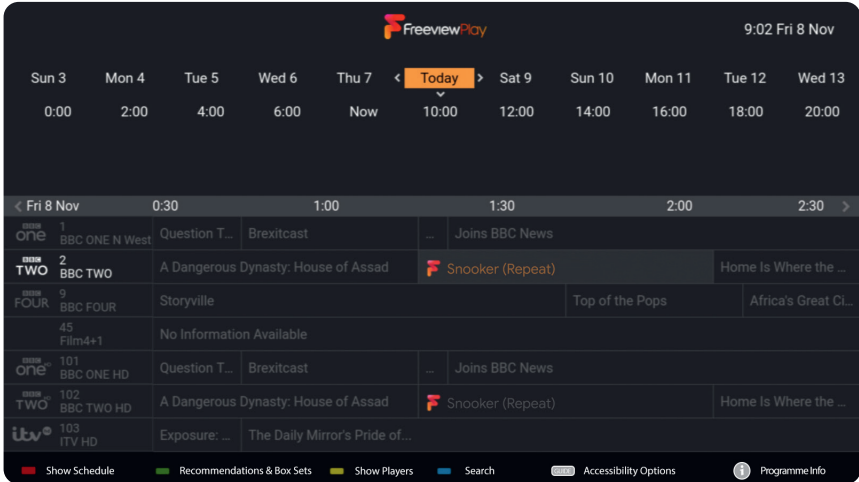 FreeviewPlay
9:02 Fri 8 Nov
Sun 3 Mon 4 Tue 5 Wed 6 Thu 7 < Today > Sat 9 Sun 10 Mon 11 Tue 12 Wed 13
0:00 2:00 4:00 6:00 Now 10:00 12:00 14:00 16:00 18:00 20:00
< Fri 8 Nov 0:30 1:00 1:30 2:00 2:30 >
BBC one 1 BBC ONE N West Question T... Brexitcast ... Joins BBC News
BBC TWO 2 BBC TWO A Dangerous Dynasty: House of Assad Snooker (Repeat) Home Is Where the ...
BBC FOUR 9 BBC FOUR Storyville Top of the Pops Africa's Great Ci...
45 Film4+1 No Information Available
BBC one HD 101 BBC ONE HD Question T... Brexitcast ... Joins BBC News
BBC TWO HD 102 BBC TWO HD A Dangerous Dynasty: House of Assad Snooker (Repeat) Home Is Where the ...
itv HD 103 ITV HD Exposure: ... The Daily Mirror's Pride of...
Show Schedule Recommendations & Box Sets Show Players Search GUIDE Accessibility Options i Programme Info